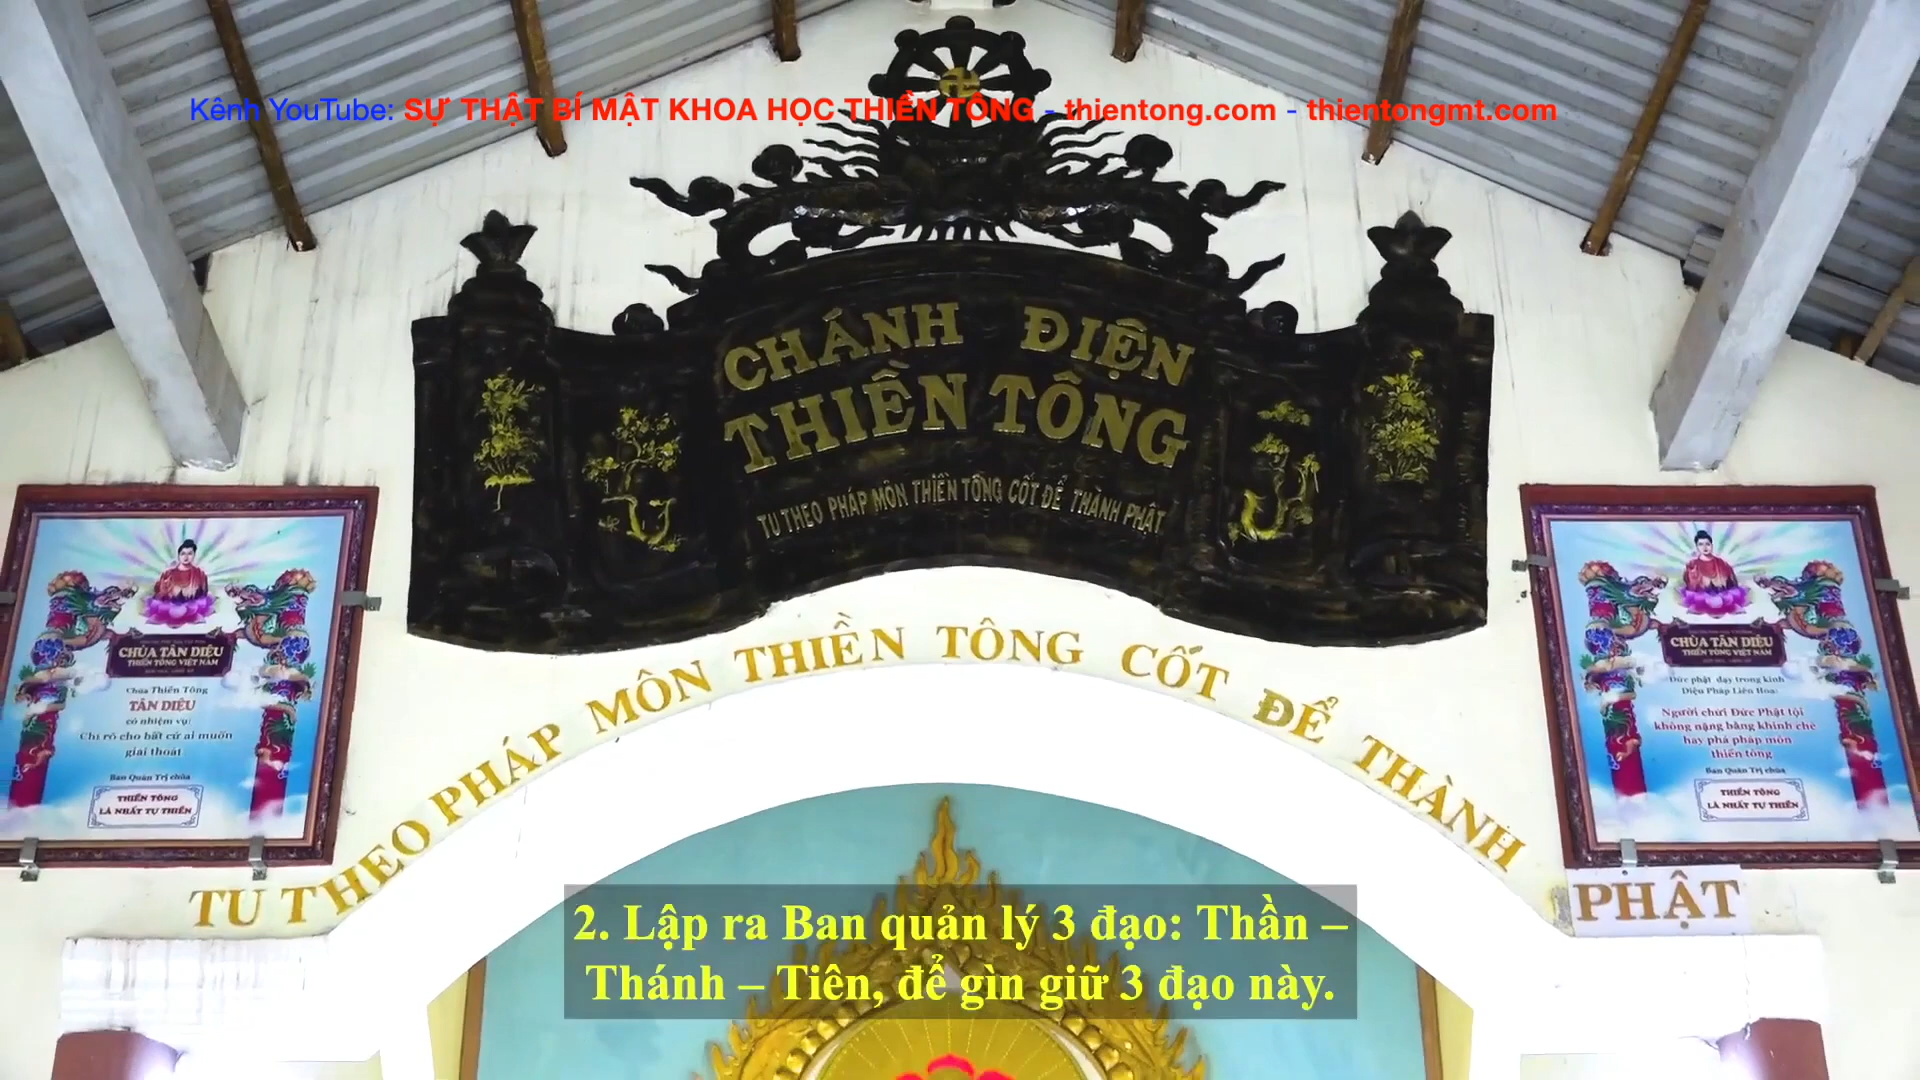 Kênh YouTube: SỰ THẬT BÍ MẬT KHOA HỌC THIỀN TÔNG - thientong.com - thientongmt.com
CHÁNH ĐIỆN
THIỀN TÔNG
TU THEO PHÁP MÔN THIỀN TÔNG CỐT ĐỂ THÀNH PHẬT
TU THEO PHÁP MÔN THIỀN TÔNG CỐT ĐỂ THÀNH PHẬT
CHÙA TÂN DIỆU
THIỀN TÔNG VIỆT NAM
Chùa Thiền Tông
TÂN DIỆU
có nhiệm vụ:
Chỉ rõ cho bất cứ ai muốn
giải thoát
Ban Quản Trị chùa
THIỀN TÔNG
LÀ NHẤT TỰ THIỀN
CHÙA TÂN DIỆU
THIỀN TÔNG VIỆT NAM
Đức phật dạy trong kinh
Diệu Pháp Liên Hoa:
Người chửi Đức Phật tội
không nặng bằng khinh chê
hay phá pháp môn
thiền tông
Ban Quản Trị chùa
THIỀN TÔNG
LÀ NHẤT TỰ THIỀN
2. Lập ra Ban quản lý 3 đạo: Thần –
Thánh – Tiên, để gìn giữ 3 đạo này.